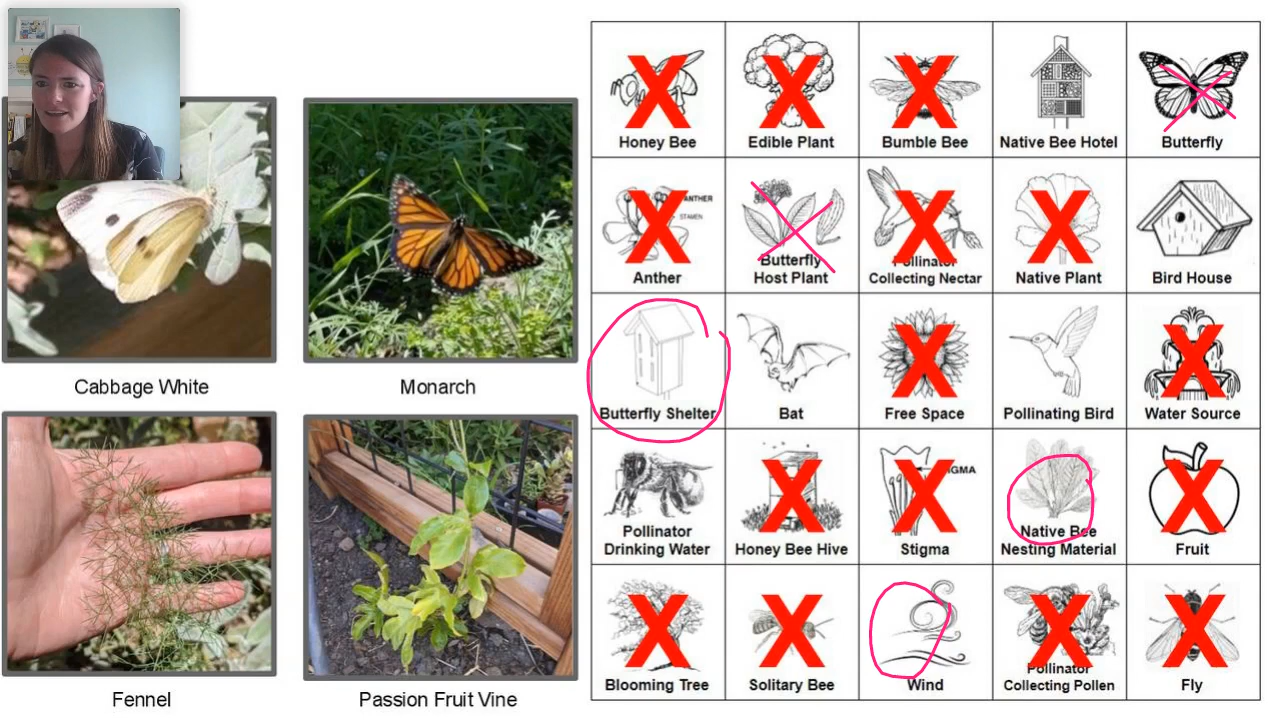 Cabbage White
Monarch
Fennel
Passion Fruit Vine
Honey Bee
Edible Plant
Bumble Bee
Native Bee Hotel
Butterfly
ANTHER
STAMEN
Anther
Butterfly
Host Plant
Pollinator
Collecting Nectar
Native Plant
Bird House
Butterfly Shelter
Bat
Free Space
Pollinating Bird
Water Source
Pollinator
Drinking Water
Honey Bee Hive
IGMA
Stigma
Native Bee
Nesting Material
Fruit
Blooming Tree
Solitary Bee
Wind
Pollinator
Collecting Pollen
Fly